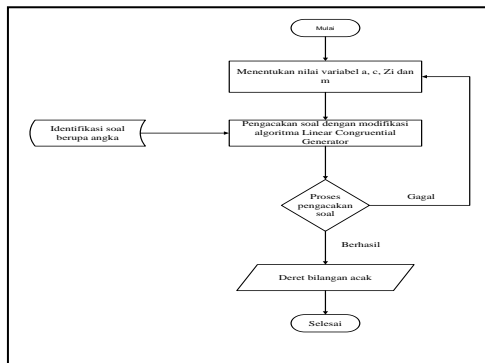 Mulai
Menentukan nilai variabel a, c, Zi dan
m
Identifikasi soal
berupa angka
Pengacakan soal dengan modifikasi
algoritma Linear Congruential
Generator
Proses
pengacakan
soal
Gagal
Berhasil
Deret bilangan acak
Selesai